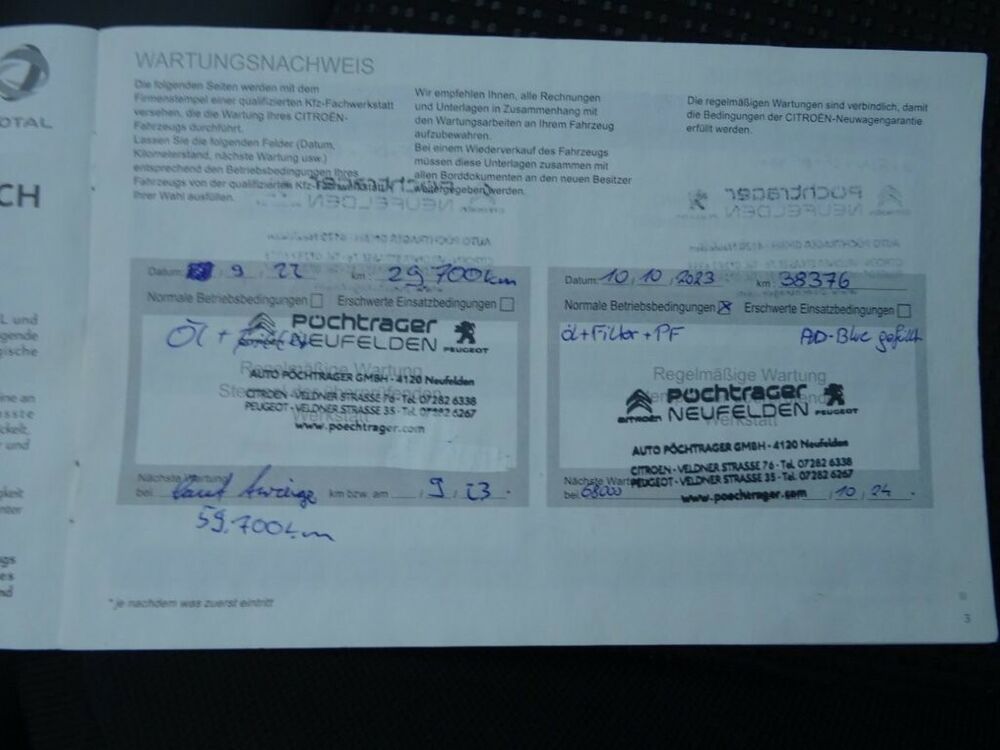 OTAL
CH
WARTUNGSNACHWEIS
Die folgenden Seiten werden mit dem
Firmenstempel einer qualifizierten Kfz-Fachwerkstatt
versehen, die die Wartung Ihres CITROËN-
Fahrzeugs durchführt.
Lassen Sie die folgenden Felder (Datum,
Kilometerstand, nächste Wartung usw.)
entsprechend den Betriebsbedingungen Ihres
Fahrzeugs von der qualifizierten Kfz-
Ihrer Wahl ausfüllen.
Wir empfehlen Ihnen, alle Rechnungen
und Unterlagen in Zusammenhang mit
den Wartungsarbeiten an Ihrem Fahrzeug
aufzubewahren.
Bei einem Wiederverkauf des Fahrzeugs
müssen diese Unterlagen zusammen mit
allen Borddokumenten an den neuen Besitzer
weitergegeben werden.
Die regelmäßigen Wartungen sind verbindlich, damit
die Bedingungen der CITROËN-Neuwagengarantie
erfüllt werden.
Datum: 9 22 km: 29.700km
Normale Betriebsbedingungen Erschwerte Einsatzbedingungen
Öl +
Pöchtrager
NEUFELDEN PEUGEOT
Regelmäßige Wartung
AUTO PÖCHTRAGER GMBH - 4120 Neufelden
CITROEN - VELDNER STRASSE 76 - Tel. 07282 6338
PEUGEOT - VELDNER STRASSE 35 - Tel. 07282 6267
www.poechtrager.com
Nächste Wartung
bei laut Anzeige km bzw. am 9 23
59.700km
Datum: 10, 10, 2023 km: 38376
Normale Betriebsbedingungen X Erschwerte Einsatzbedingungen
Öl+Filter+PF AD-Blue gefüllt
Regelmäßige Wartung
Pöchtrager
CITROËN NEUFELDEN PEUGEOT
AUTO PÖCHTRAGER GMBH - 4120 Neufelden
CITROEN - VELDNER STRASSE 76 - Tel. 07282 6338
PEUGEOT - VELDNER STRASSE 35 - Tel. 07282 6267
www.poechtrager.com
Nächste
bei 68000 10, 24
* je nachdem was zuerst eintritt
3